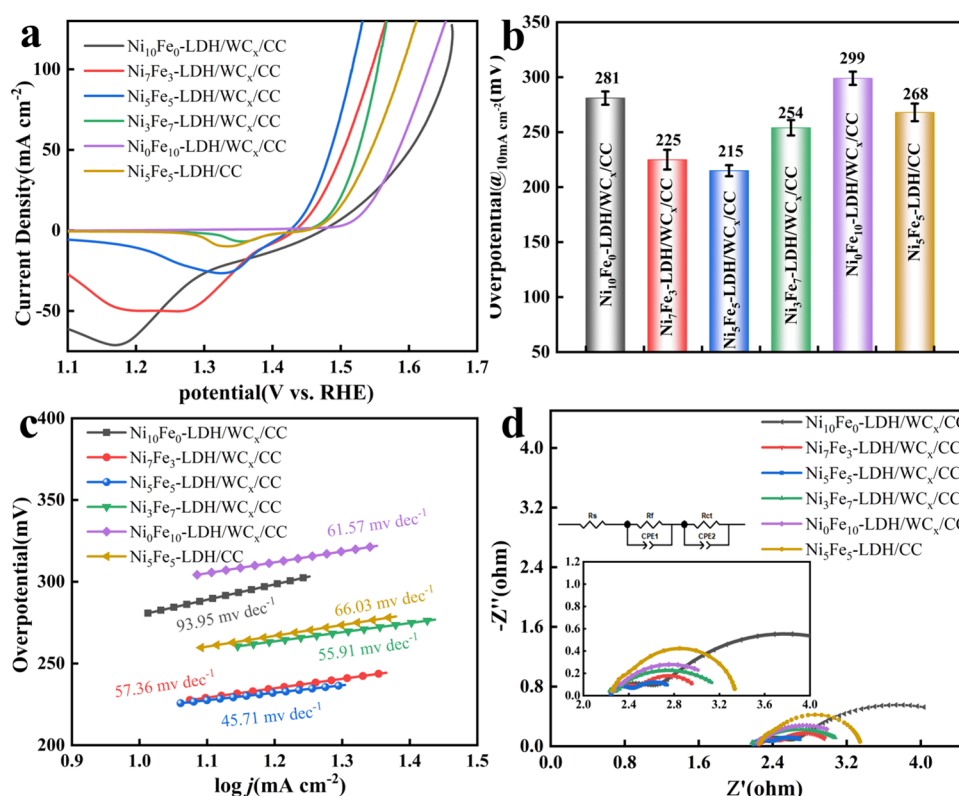 a
Ni₁₀Fe₀-LDH/WCₓ/CC
Ni₇Fe₃-LDH/WCₓ/CC
Ni₅Fe₅-LDH/WCₓ/CC
Ni₃Fe₇-LDH/WCₓ/CC
Ni₀Fe₁₀-LDH/WCₓ/CC
Ni₅Fe₅-LDH/CC
Current Density(mA cm⁻²)
100
50
0
-50
1.1 1.2 1.3 1.4 1.5 1.6 1.7
potential(V vs. RHE)
b
Overpotential@10mA cm⁻²(mV)
350
300
250
200
150
100
50
281
225
215
254
299
268
Ni₁₀Fe₀-LDH/WCₓ/CC
Ni₇Fe₃-LDH/WCₓ/CC
Ni₅Fe₅-LDH/WCₓ/CC
Ni₃Fe₇-LDH/WCₓ/CC
Ni₀Fe₁₀-LDH/WCₓ/CC
Ni₅Fe₅-LDH/CC
c
Ni₁₀Fe₀-LDH/WCₓ/CC
Ni₇Fe₃-LDH/WCₓ/CC
Ni₅Fe₅-LDH/WCₓ/CC
Ni₃Fe₇-LDH/WCₓ/CC
Ni₀Fe₁₀-LDH/WCₓ/CC
Ni₅Fe₅-LDH/CC
Overpotential(mV)
400
350
300
250
200
61.57 mv dec⁻¹
93.95 mv dec⁻¹
66.03 mv dec⁻¹
55.91 mv dec⁻¹
57.36 mv dec⁻¹
45.71 mv dec⁻¹
0.9 1.0 1.1 1.2 1.3 1.4 1.5
log j(mA cm⁻²)
d
Ni₁₀Fe₀-LDH/WCₓ/CC
Ni₇Fe₃-LDH/WCₓ/CC
Ni₅Fe₅-LDH/WCₓ/CC
Ni₃Fe₇-LDH/WCₓ/CC
Ni₀Fe₁₀-LDH/WCₓ/CC
Ni₅Fe₅-LDH/CC
-Z''(ohm)
4.5
3.6
2.7
1.8
0.9
0.0
Rs Rf Rct
CPE1 CPE2
1.2
1.0
0.8
0.6
0.4
0.2
0.0
2.0 2.4 2.8 3.2 3.6 4.0
0.0 0.8 1.6 2.4 3.2 4.0
Z'(ohm)